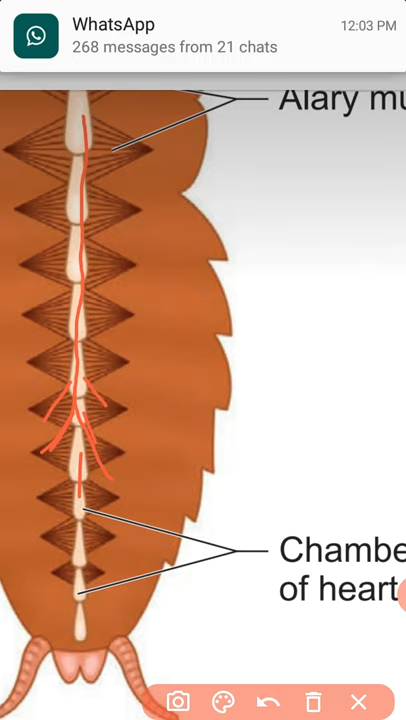 WhatsApp
12:03 PM
268 messages from 21 chats
Alary mu
Chambe
of heart